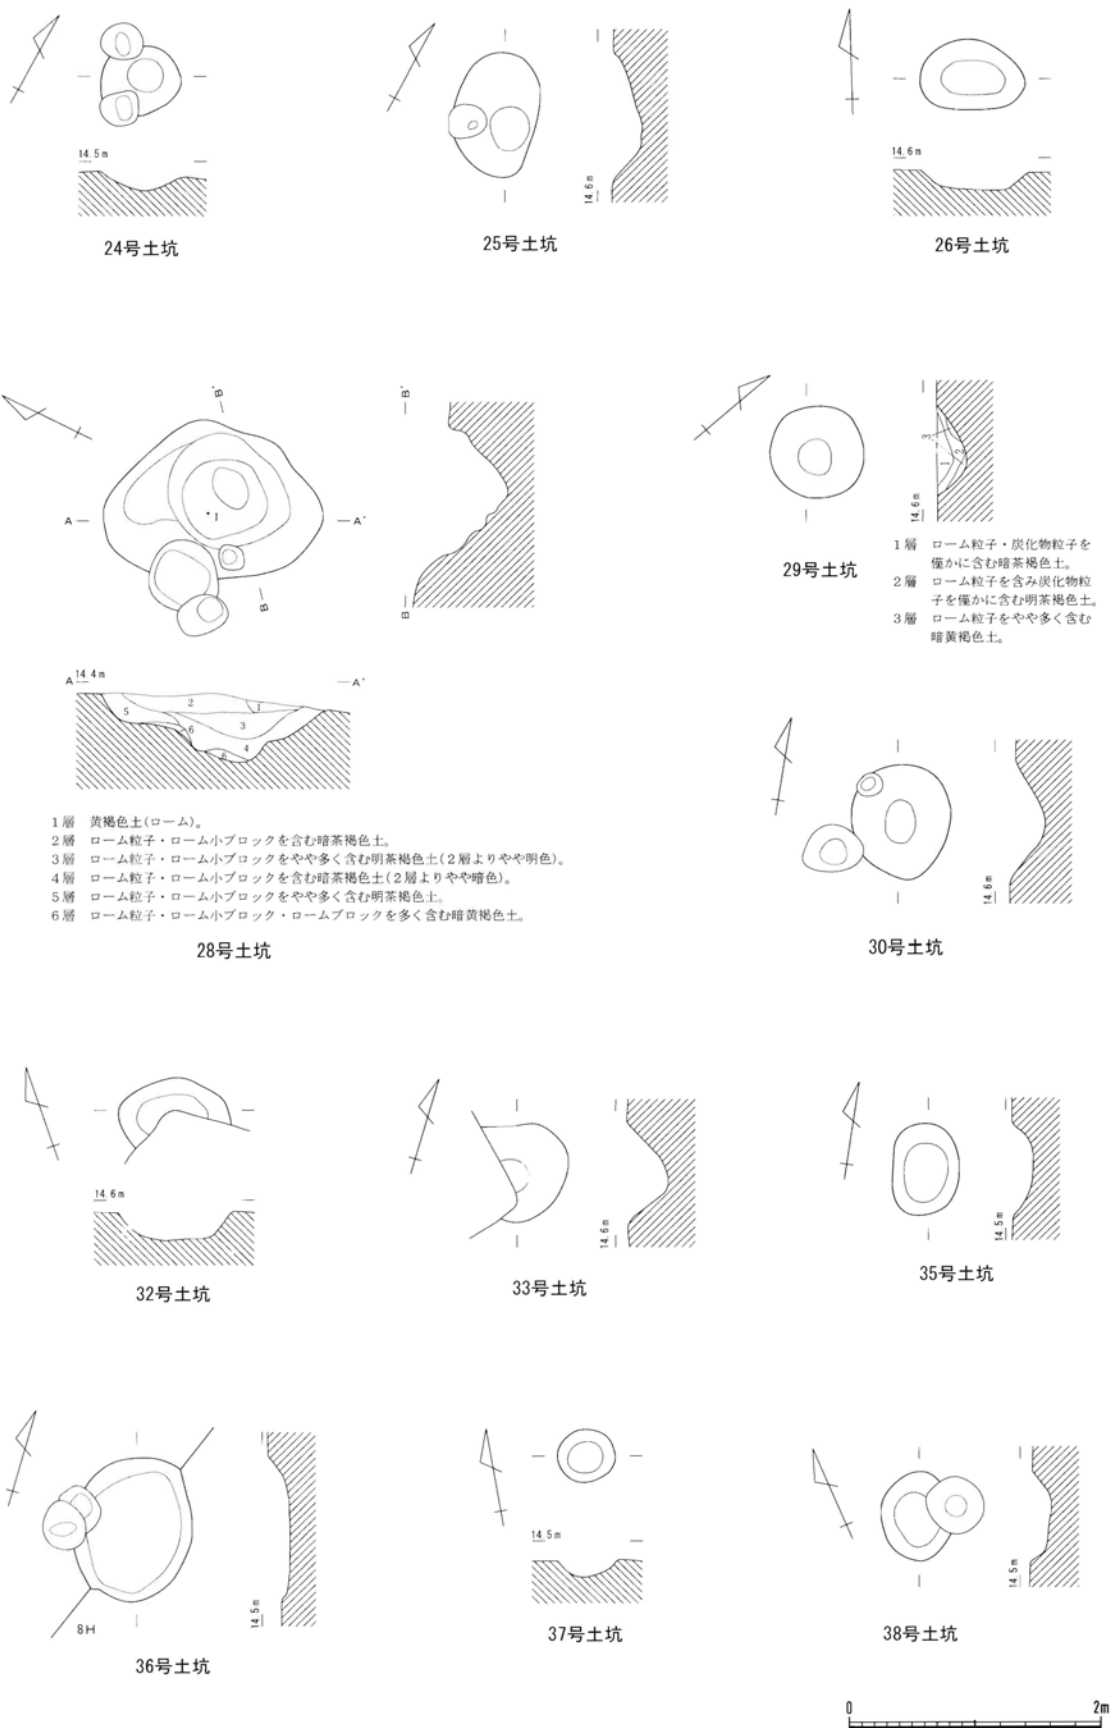 14.5m
24号土坑
14.6m
25号土坑
14.6m
26号土坑
B'
A
A'
・1
B
B'
B
A 14.4m
A'
1
2
3
4
5
6
6
1層 黄褐色土(ローム)。
2層 ローム粒子・ローム小ブロックを含む暗茶褐色土。
3層 ローム粒子・ローム小ブロックをやや多く含む明茶褐色土(2層よりやや明色)。
4層 ローム粒子・ローム小ブロックを含む暗茶褐色土(2層よりやや暗色)。
5層 ローム粒子・ローム小ブロックをやや多く含む明茶褐色土。
6層 ローム粒子・ローム小ブロック・ロームブロックを多く含む暗黄褐色土。
28号土坑
3
1
2
14.6m
29号土坑
1層 ローム粒子・炭化物粒子を
僅かに含む暗茶褐色土。
2層 ローム粒子を含み炭化物粒
子を僅かに含む明茶褐色土。
3層 ローム粒子をやや多く含む
暗黄褐色土。
14.6m
30号土坑
14.6m
32号土坑
14.6m
33号土坑
14.5m
35号土坑
8H
14.5m
36号土坑
14.5m
37号土坑
14.5m
38号土坑
0 2m